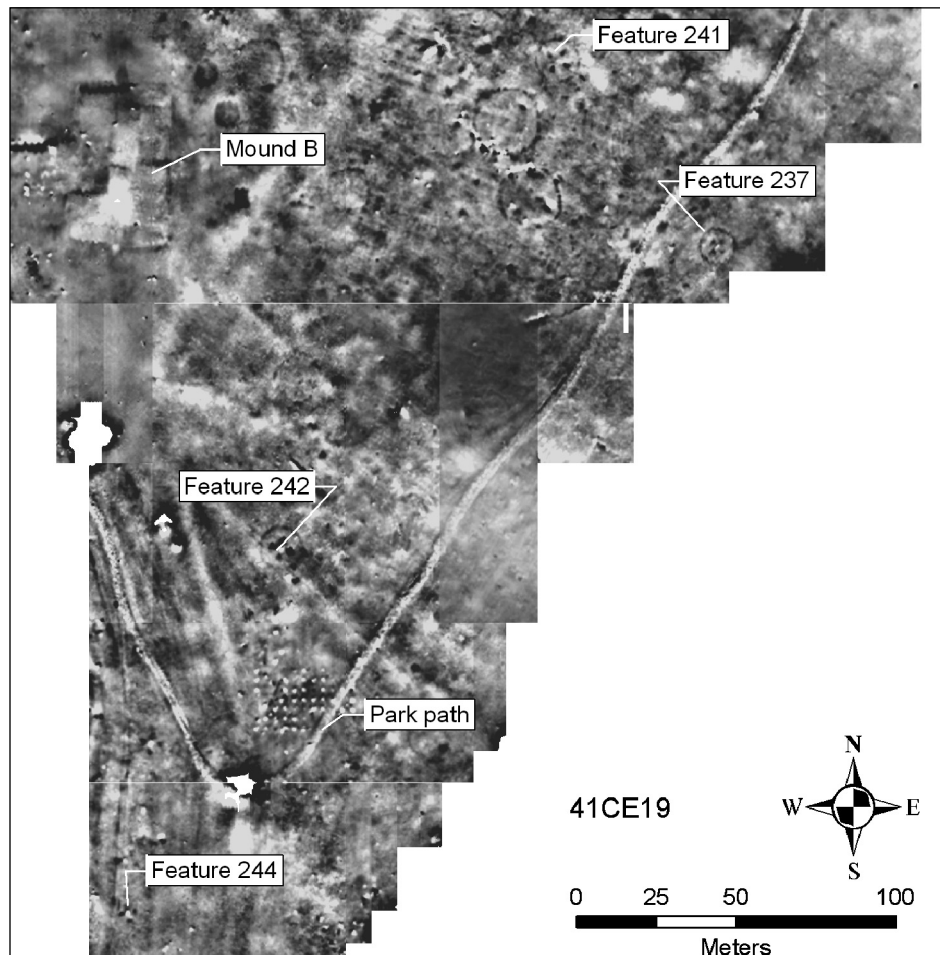 Feature 241
Mound B
Feature 237
Feature 242
Park path
Feature 244
41CE19
N
W
E
S
0 25 50 100
Meters